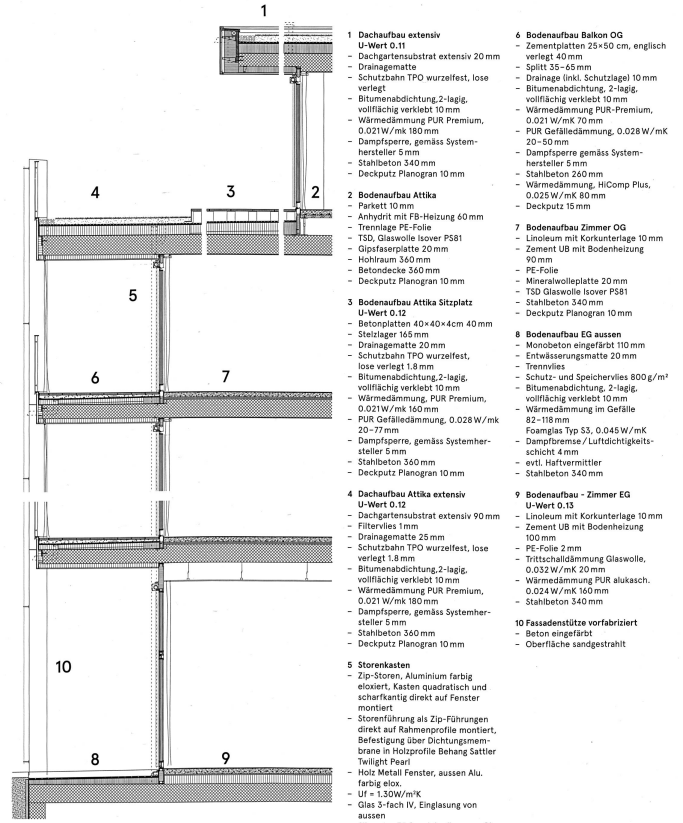 1
4
3
2
5
6
7
10
8
9
1 Dachaufbau extensiv
U-Wert 0.11
– Dachgartensubstrat extensiv 20 mm
– Drainagematte
– Schutzbahn TPO wurzelfest, lose
verlegt
– Bitumenabdichtung,2-lagig,
vollflächig verklebt 10 mm
– Wärmedämmung PUR Premium,
0.021 W/mk 180 mm
– Dampfsperre, gemäss System-
hersteller 5 mm
– Stahlbeton 340 mm
– Deckputz Planogran 10 mm
2 Bodenaufbau Attika
– Parkett 10 mm
– Anhydrit mit FB-Heizung 60 mm
– Trennlage PE-Folie
– TSD, Glaswolle Isover PS81
– Gipsfaserplatte 20 mm
– Hohlraum 360 mm
– Betondecke 360 mm
– Deckputz Planogran 10 mm
3 Bodenaufbau Attika Sitzplatz
U-Wert 0.12
– Betonplatten 40×40×4cm 40 mm
– Stelzlager 165 mm
– Drainagematte 20 mm
– Schutzbahn TPO wurzelfest,
lose verlegt 1.8 mm
– Bitumenabdichtung,2-lagig,
vollflächig verklebt 10 mm
– Wärmedämmung, PUR Premium,
0.021 W/mk 160 mm
– PUR Gefälledämmung, 0.028 W/mk
20–77 mm
– Dampfsperre, gemäss Systemher-
steller 5 mm
– Stahlbeton 360 mm
– Deckputz Planogran 10 mm
4 Dachaufbau Attika extensiv
U-Wert 0.12
– Dachgartensubstrat extensiv 90 mm
– Filtervlies 1 mm
– Drainagematte 25 mm
– Schutzbahn TPO wurzelfest, lose
verlegt 1.8 mm
– Bitumenabdichtung,2-lagig,
vollflächig verklebt 10 mm
– Wärmedämmung PUR Premium,
0.021 W/mk 180 mm
– Dampfsperre, gemäss Systemher-
steller 5 mm
– Stahlbeton 360 mm
– Deckputz Planogran 10 mm
5 Storenkasten
– Zip-Storen, Aluminium farbig
eloxiert, Kasten quadratisch und
scharfkantig direkt auf Fenster
montiert
– Storenführung als Zip-Führungen
direkt auf Rahmenprofile montiert,
Befestigung über Dichtungsmem-
brane in Holzprofile Behang Sattler
Twilight Pearl
– Holz Metall Fenster, aussen Alu.
farbig elox.
– Uf = 1.30W/m²K
– Glas 3-fach IV, Einglasung von
aussen
6 Bodenaufbau Balkon OG
– Zementplatten 25×50 cm, englisch
verlegt 40 mm
– Splitt 35–65 mm
– Drainage (inkl. Schutzlage) 10 mm
– Bitumenabdichtung, 2-lagig,
vollflächig verklebt 10 mm
– Wärmedämmung PUR-Premium,
0.021 W/mK 70 mm
– PUR Gefälledämmung, 0.028 W/mK
20–50 mm
– Dampfsperre gemäss System-
hersteller 5 mm
– Stahlbeton 260 mm
– Wärmedämmung, HiComp Plus,
0.025 W/mK 80 mm
– Deckputz 15 mm
7 Bodenaufbau Zimmer OG
– Linoleum mit Korkunterlage 10 mm
– Zement UB mit Bodenheizung
90 mm
– PE-Folie
– Mineralwolleplatte 20 mm
– TSD Glaswolle Isover PS81
– Stahlbeton 340 mm
– Deckputz Planogran 10 mm
8 Bodenaufbau EG aussen
– Monobeton eingefärbt 110 mm
– Entwässerungsmatte 20 mm
– Trennvlies
– Schutz- und Speichervlies 800 g/m²
– Bitumenabdichtung, 2-lagig,
vollflächig verklebt 10 mm
– Wärmedämmung im Gefälle
82–118 mm
Foamglas Typ S3, 0.045 W/mK
– Dampfbremse / Luftdichtigkeits-
schicht 4 mm
– evtl. Haftvermittler
– Stahlbeton 340 mm
9 Bodenaufbau - Zimmer EG
U-Wert 0.13
– Linoleum mit Korkunterlage 10 mm
– Zement UB mit Bodenheizung
100 mm
– PE-Folie 2 mm
– Trittschalldämmung Glaswolle,
0.032 W/mK 20 mm
– Wärmedämmung PUR alukasch.
0.024 W/mK 160 mm
– Stahlbeton 340 mm
10 Fassadenstütze vorfabriziert
– Beton eingefärbt
– Oberfläche sandgestrahlt